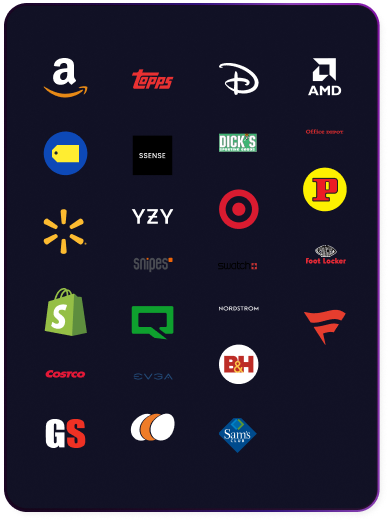 a
Topps
D
AMD
DICK'S
SPORTING GOODS
Office DEPOT
SSENSE
P
YZY
snipes
swatch
Foot Locker
S
NORDSTROM
B&H
COSTCO
EVGA
GS
Sam's
CLUB